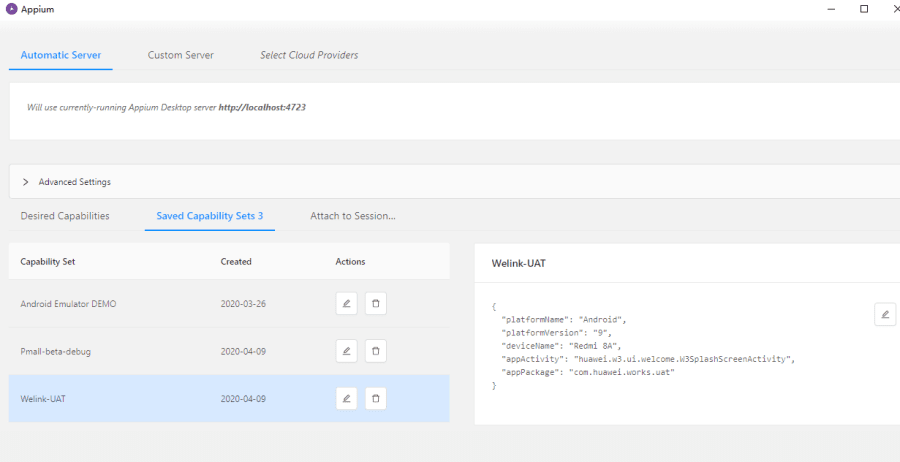 Appium
Automatic Server Custom Server Select Cloud Providers
Will use currently-running Appium Desktop server http://localhost:4723
Advanced Settings
Desired Capabilities Saved Capability Sets 3 Attach to Session...
Capability Set Created Actions
Android Emulator DEMO 2020-03-26
Pmall-beta-debug 2020-04-09
Welink-UAT 2020-04-09
Welink-UAT
{
  "platformName": "Android",
  "platformVersion": "9",
  "deviceName": "Redmi 8A",
  "appActivity": "huawei.w3.ui.welcome.W3SplashScreenActivity",
  "appPackage": "com.huawei.works.uat"
}